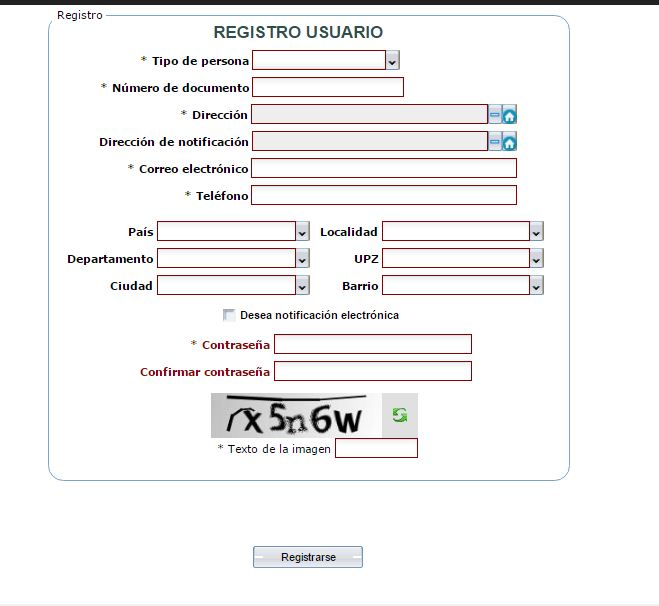 Registro
REGISTRO USUARIO
* Tipo de persona
* Número de documento
* Dirección
Dirección de notificación
* Correo electrónico
* Teléfono
País Localidad
Departamento UPZ
Ciudad Barrio
Desea notificación electrónica
* Contraseña
Confirmar contraseña
* Texto de la imagen
Registrarse